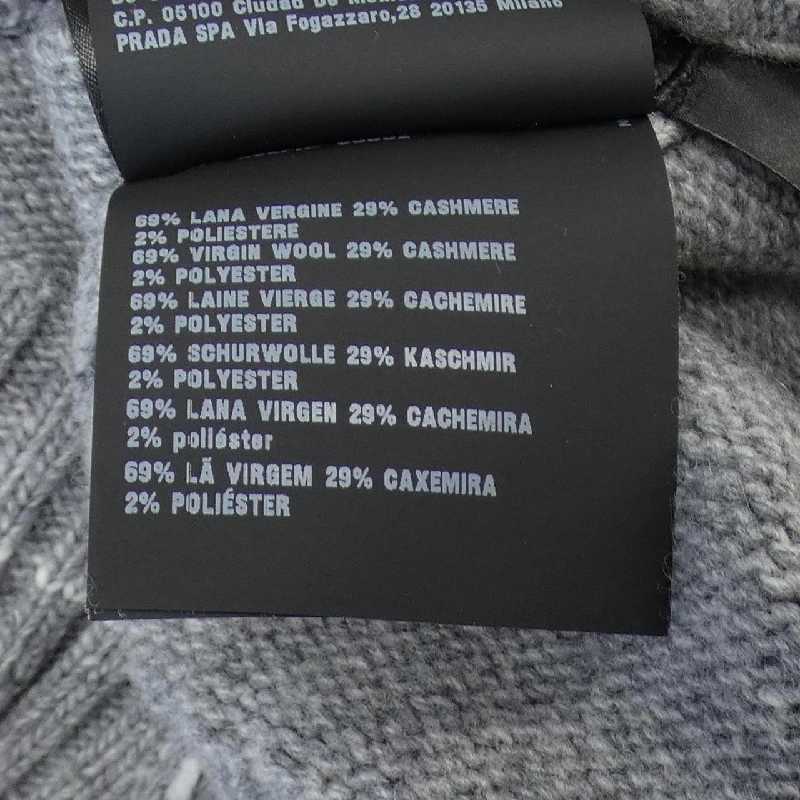 C.P. 05100 Ciudad De
PRADA SPA Via Fogazzaro,28 20135 Milano
69% LANA VERGINE 29% CASHMERE
2% POLIESTERE
69% VIRGIN WOOL 29% CASHMERE
2% POLYESTER
69% LAINE VIERGE 29% CACHEMIRE
2% POLYESTER
69% SCHURWOLLE 29% KASCHMIR
2% POLYESTER
69% LANA VIRGEN 29% CACHEMIRA
2% poliéster
69% LÃ VIRGEM 29% CAXEMIRA
2% POLIÉSTER